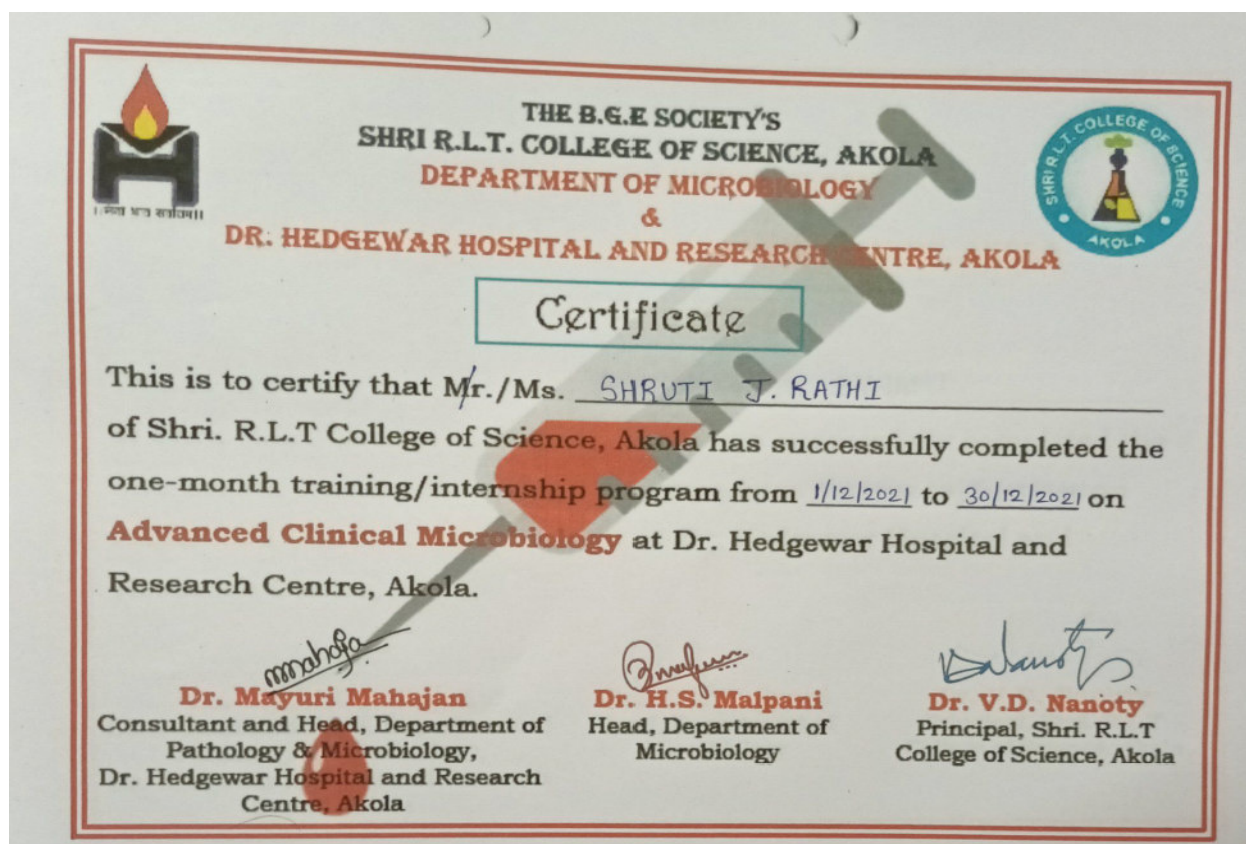 THE B.G.E SOCIETY'S
SHRI R.L.T. COLLEGE OF SCIENCE, AKOLA
DEPARTMENT OF MICROBIOLOGY
&
DR. HEDGEWAR HOSPITAL AND RESEARCH CENTRE, AKOLA
SHRI R.L.T. COLLEGE OF SCIENCE
AKOLA
Certificate
This is to certify that Mr./Ms. SHRUTI J. RATHI
of Shri. R.L.T College of Science, Akola has successfully completed the
one-month training/internship program from 1/12/2021 to 30/12/2021 on
Advanced Clinical Microbiology at Dr. Hedgewar Hospital and
Research Centre, Akola.
Dr. Mayuri Mahajan
Consultant and Head, Department of
Pathology & Microbiology,
Dr. Hedgewar Hospital and Research
Centre, Akola
Dr. H.S. Malpani
Head, Department of
Microbiology
Dr. V.D. Nanoty
Principal, Shri. R.L.T
College of Science, Akola